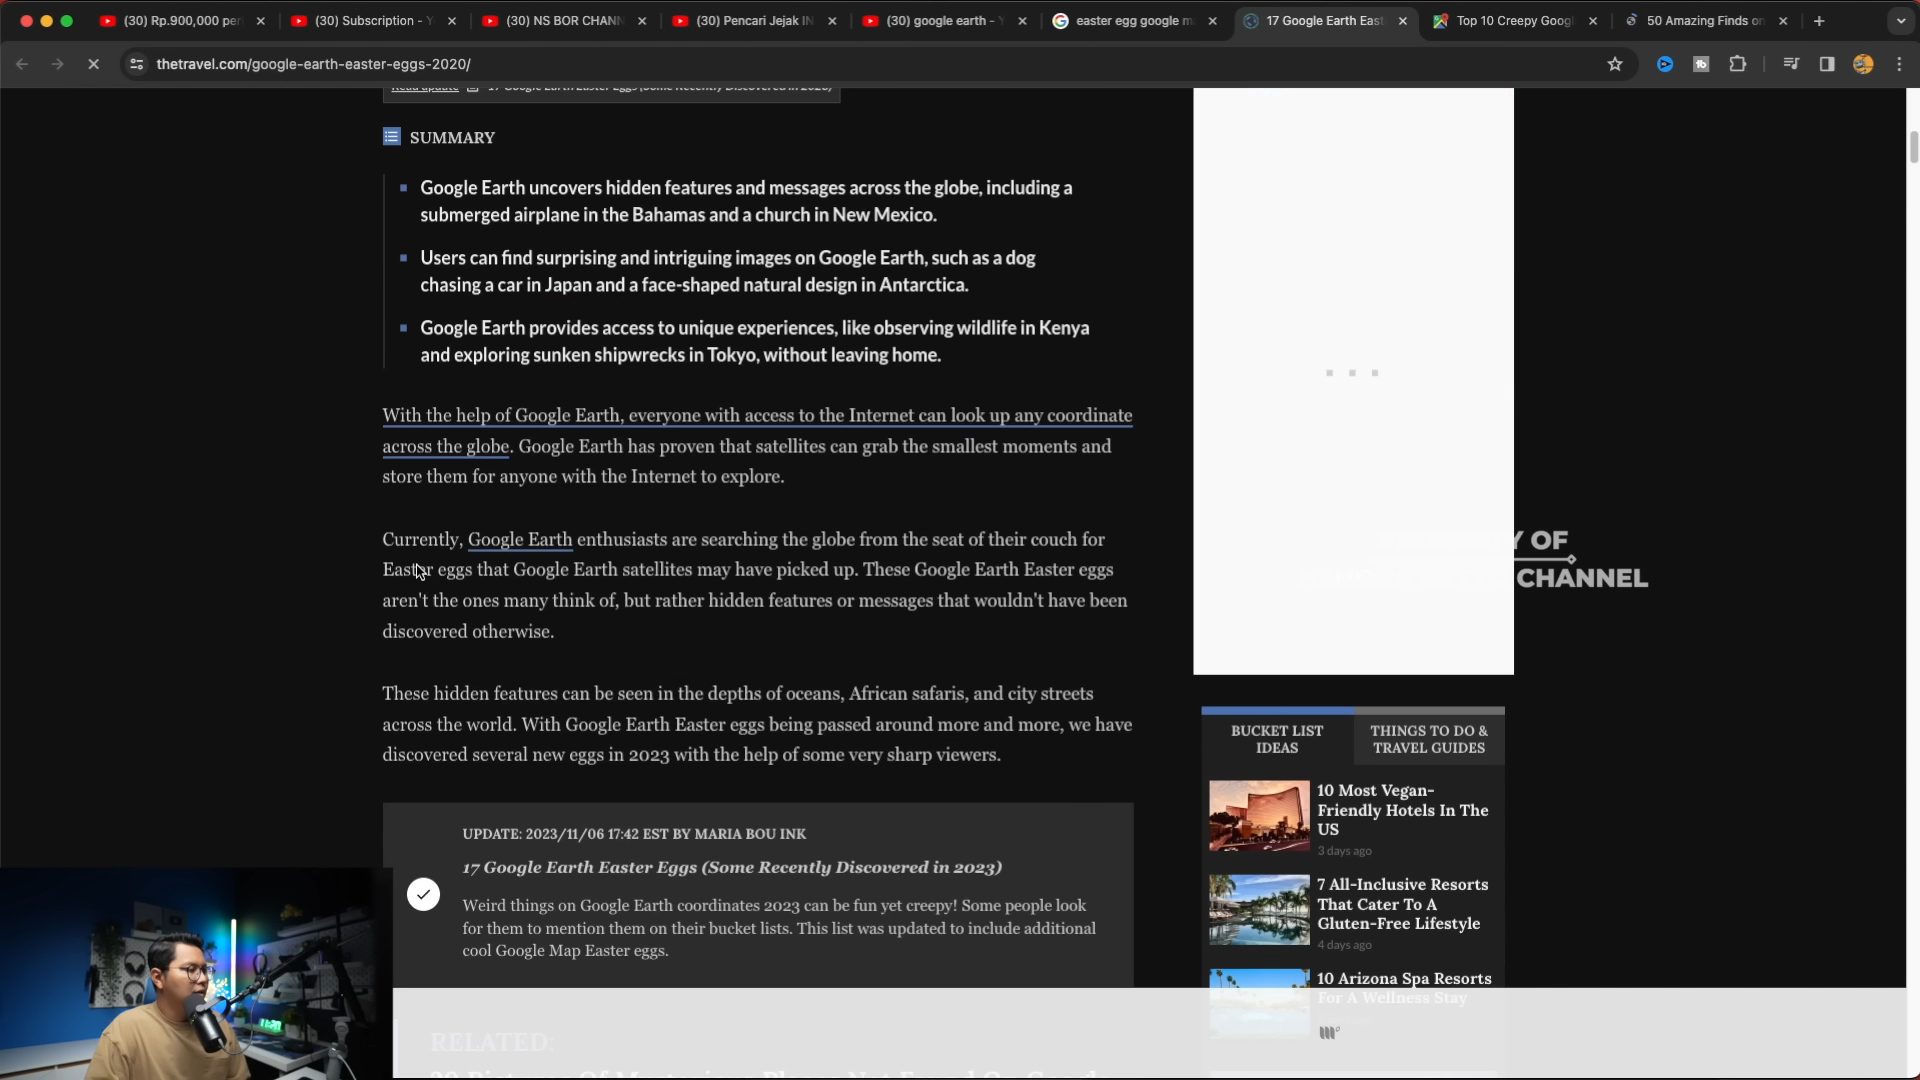 (30) Rp.900,000 per
(30) Subscription - Y
(30) NS BOR CHANN
(30) Pencari Jejak IN
(30) google earth - Y
easter egg google m
17 Google Earth East
Top 10 Creepy Googl
50 Amazing Finds on
thetravel.com/google-earth-easter-eggs-2020/
Read update 17 Google Earth Easter Eggs (Some Recently Discovered in 2023)
SUMMARY
Google Earth uncovers hidden features and messages across the globe, including a
submerged airplane in the Bahamas and a church in New Mexico.
Users can find surprising and intriguing images on Google Earth, such as a dog
chasing a car in Japan and a face-shaped natural design in Antarctica.
Google Earth provides access to unique experiences, like observing wildlife in Kenya
and exploring sunken shipwrecks in Tokyo, without leaving home.
With the help of Google Earth, everyone with access to the Internet can look up any coordinate
across the globe. Google Earth has proven that satellites can grab the smallest moments and
store them for anyone with the Internet to explore.
Currently, Google Earth enthusiasts are searching the globe from the seat of their couch for
Easter eggs that Google Earth satellites may have picked up. These Google Earth Easter eggs
aren't the ones many think of, but rather hidden features or messages that wouldn't have been
discovered otherwise.
These hidden features can be seen in the depths of oceans, African safaris, and city streets
across the world. With Google Earth Easter eggs being passed around more and more, we have
discovered several new eggs in 2023 with the help of some very sharp viewers.
UPDATE: 2023/11/06 17:42 EST BY MARIA BOU INK
17 Google Earth Easter Eggs (Some Recently Discovered in 2023)
Weird things on Google Earth coordinates 2023 can be fun yet creepy! Some people look
for them to mention them on their bucket lists. This list was updated to include additional
cool Google Map Easter eggs.
RELATED:
Y OF
CHANNEL
BUCKET LIST
IDEAS
THINGS TO DO &
TRAVEL GUIDES
10 Most Vegan-
Friendly Hotels In The
US
3 days ago
7 All-Inclusive Resorts
That Cater To A
Gluten-Free Lifestyle
4 days ago
10 Arizona Spa Resorts
For A Wellness Stay